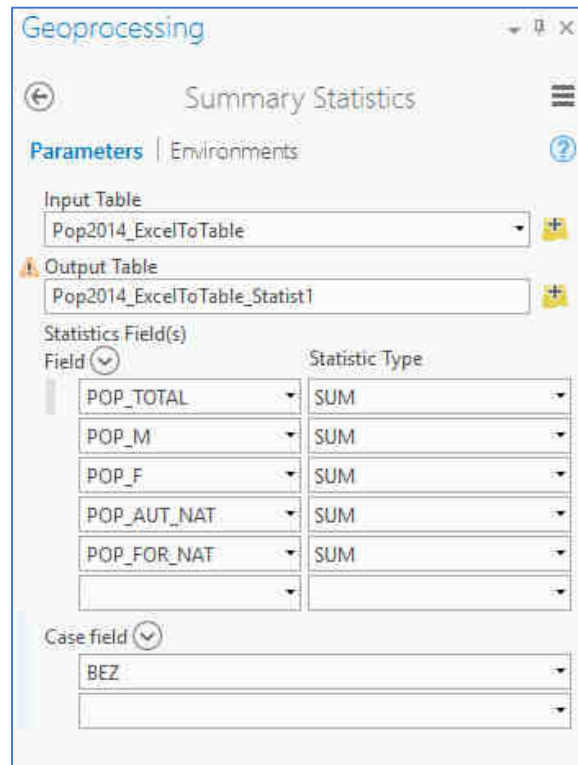 Geoprocessing
Summary Statistics
Parameters | Environments
Input Table
Pop2014_ExcelToTable
Output Table
Pop2014_ExcelToTable_Statist1
Statistics Field(s)
Field Statistic Type
POP_TOTAL SUM
POP_M SUM
POP_F SUM
POP_AUT_NAT SUM
POP_FOR_NAT SUM
Case field
BEZ